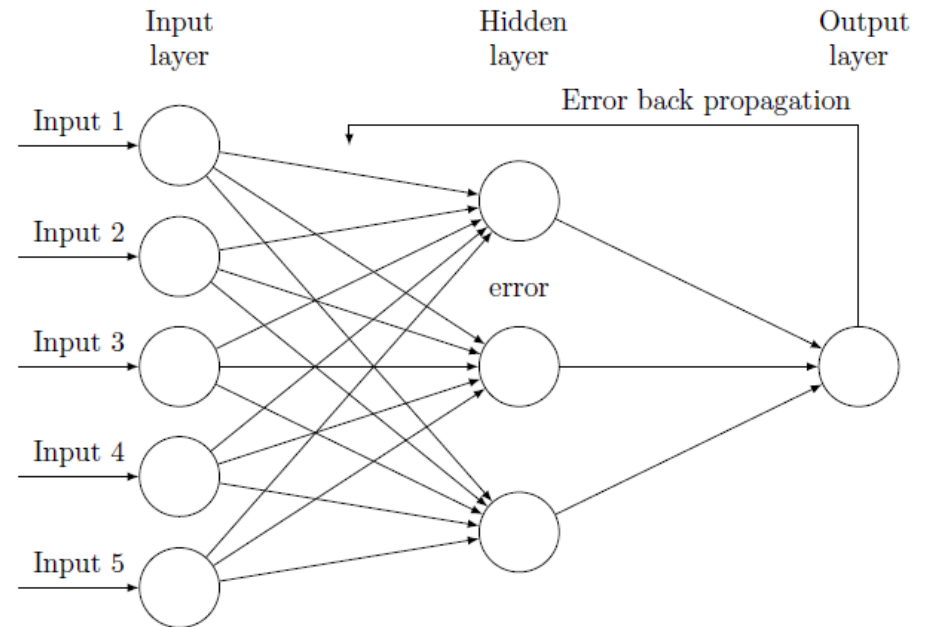 Input
layer
Hidden
layer
Output
layer
Error back propagation
Input 1
Input 2
error
Input 3
Input 4
Input 5